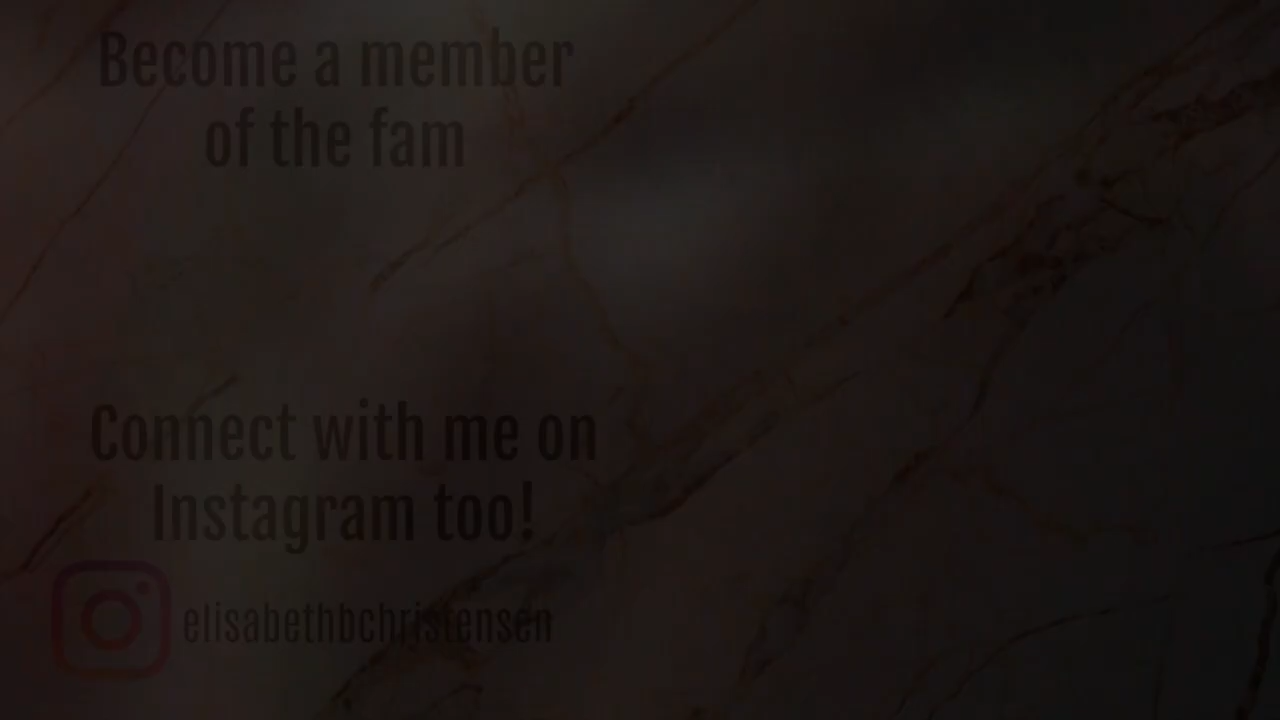 Become a member
of the fam
Connect with me on
Instagram too!
elisabethbchristensen